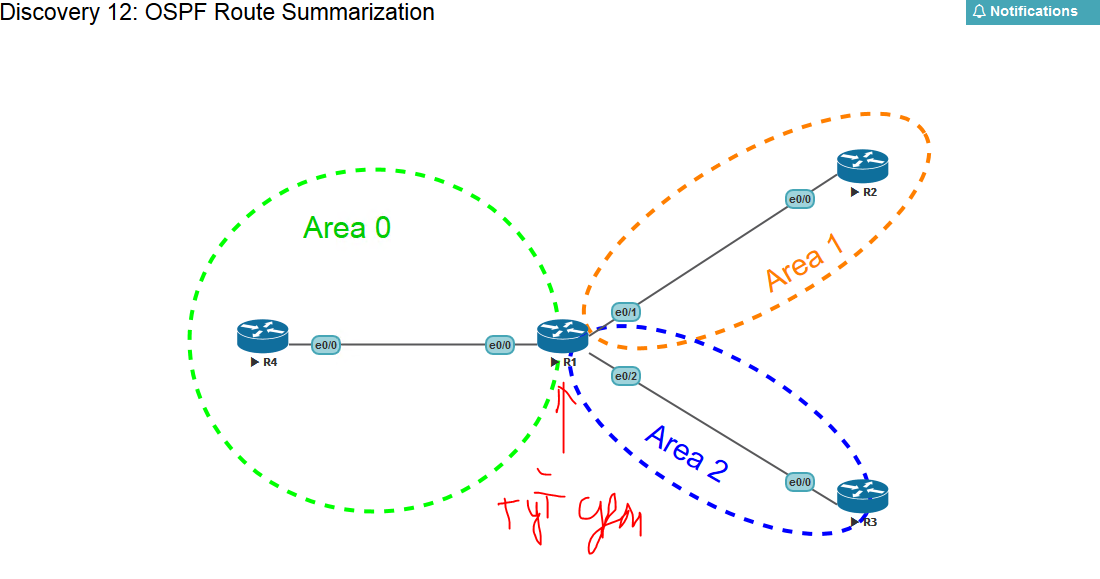 Discovery 12: OSPF Route Summarization
Notifications
R2
e0/0
Area 0
Area 1
e0/1
R4
e0/0
e0/0
R1
e0/2
Area 2
e0/0
R3
тут